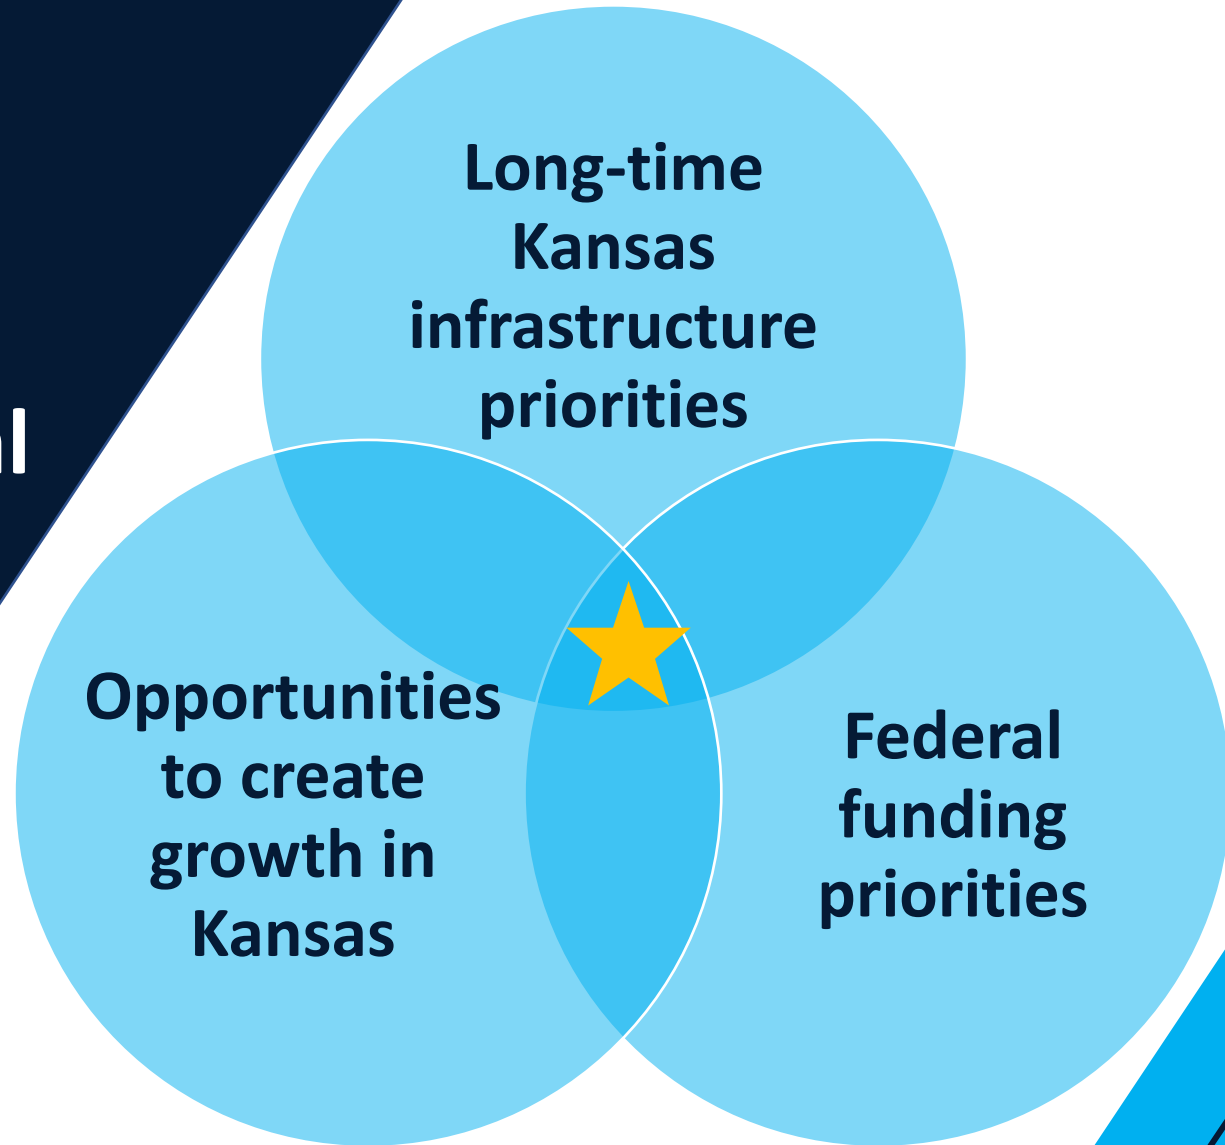 Long-time
Kansas
infrastructure
priorities
Opportunities
to create
growth in
Kansas
Federal
funding
priorities